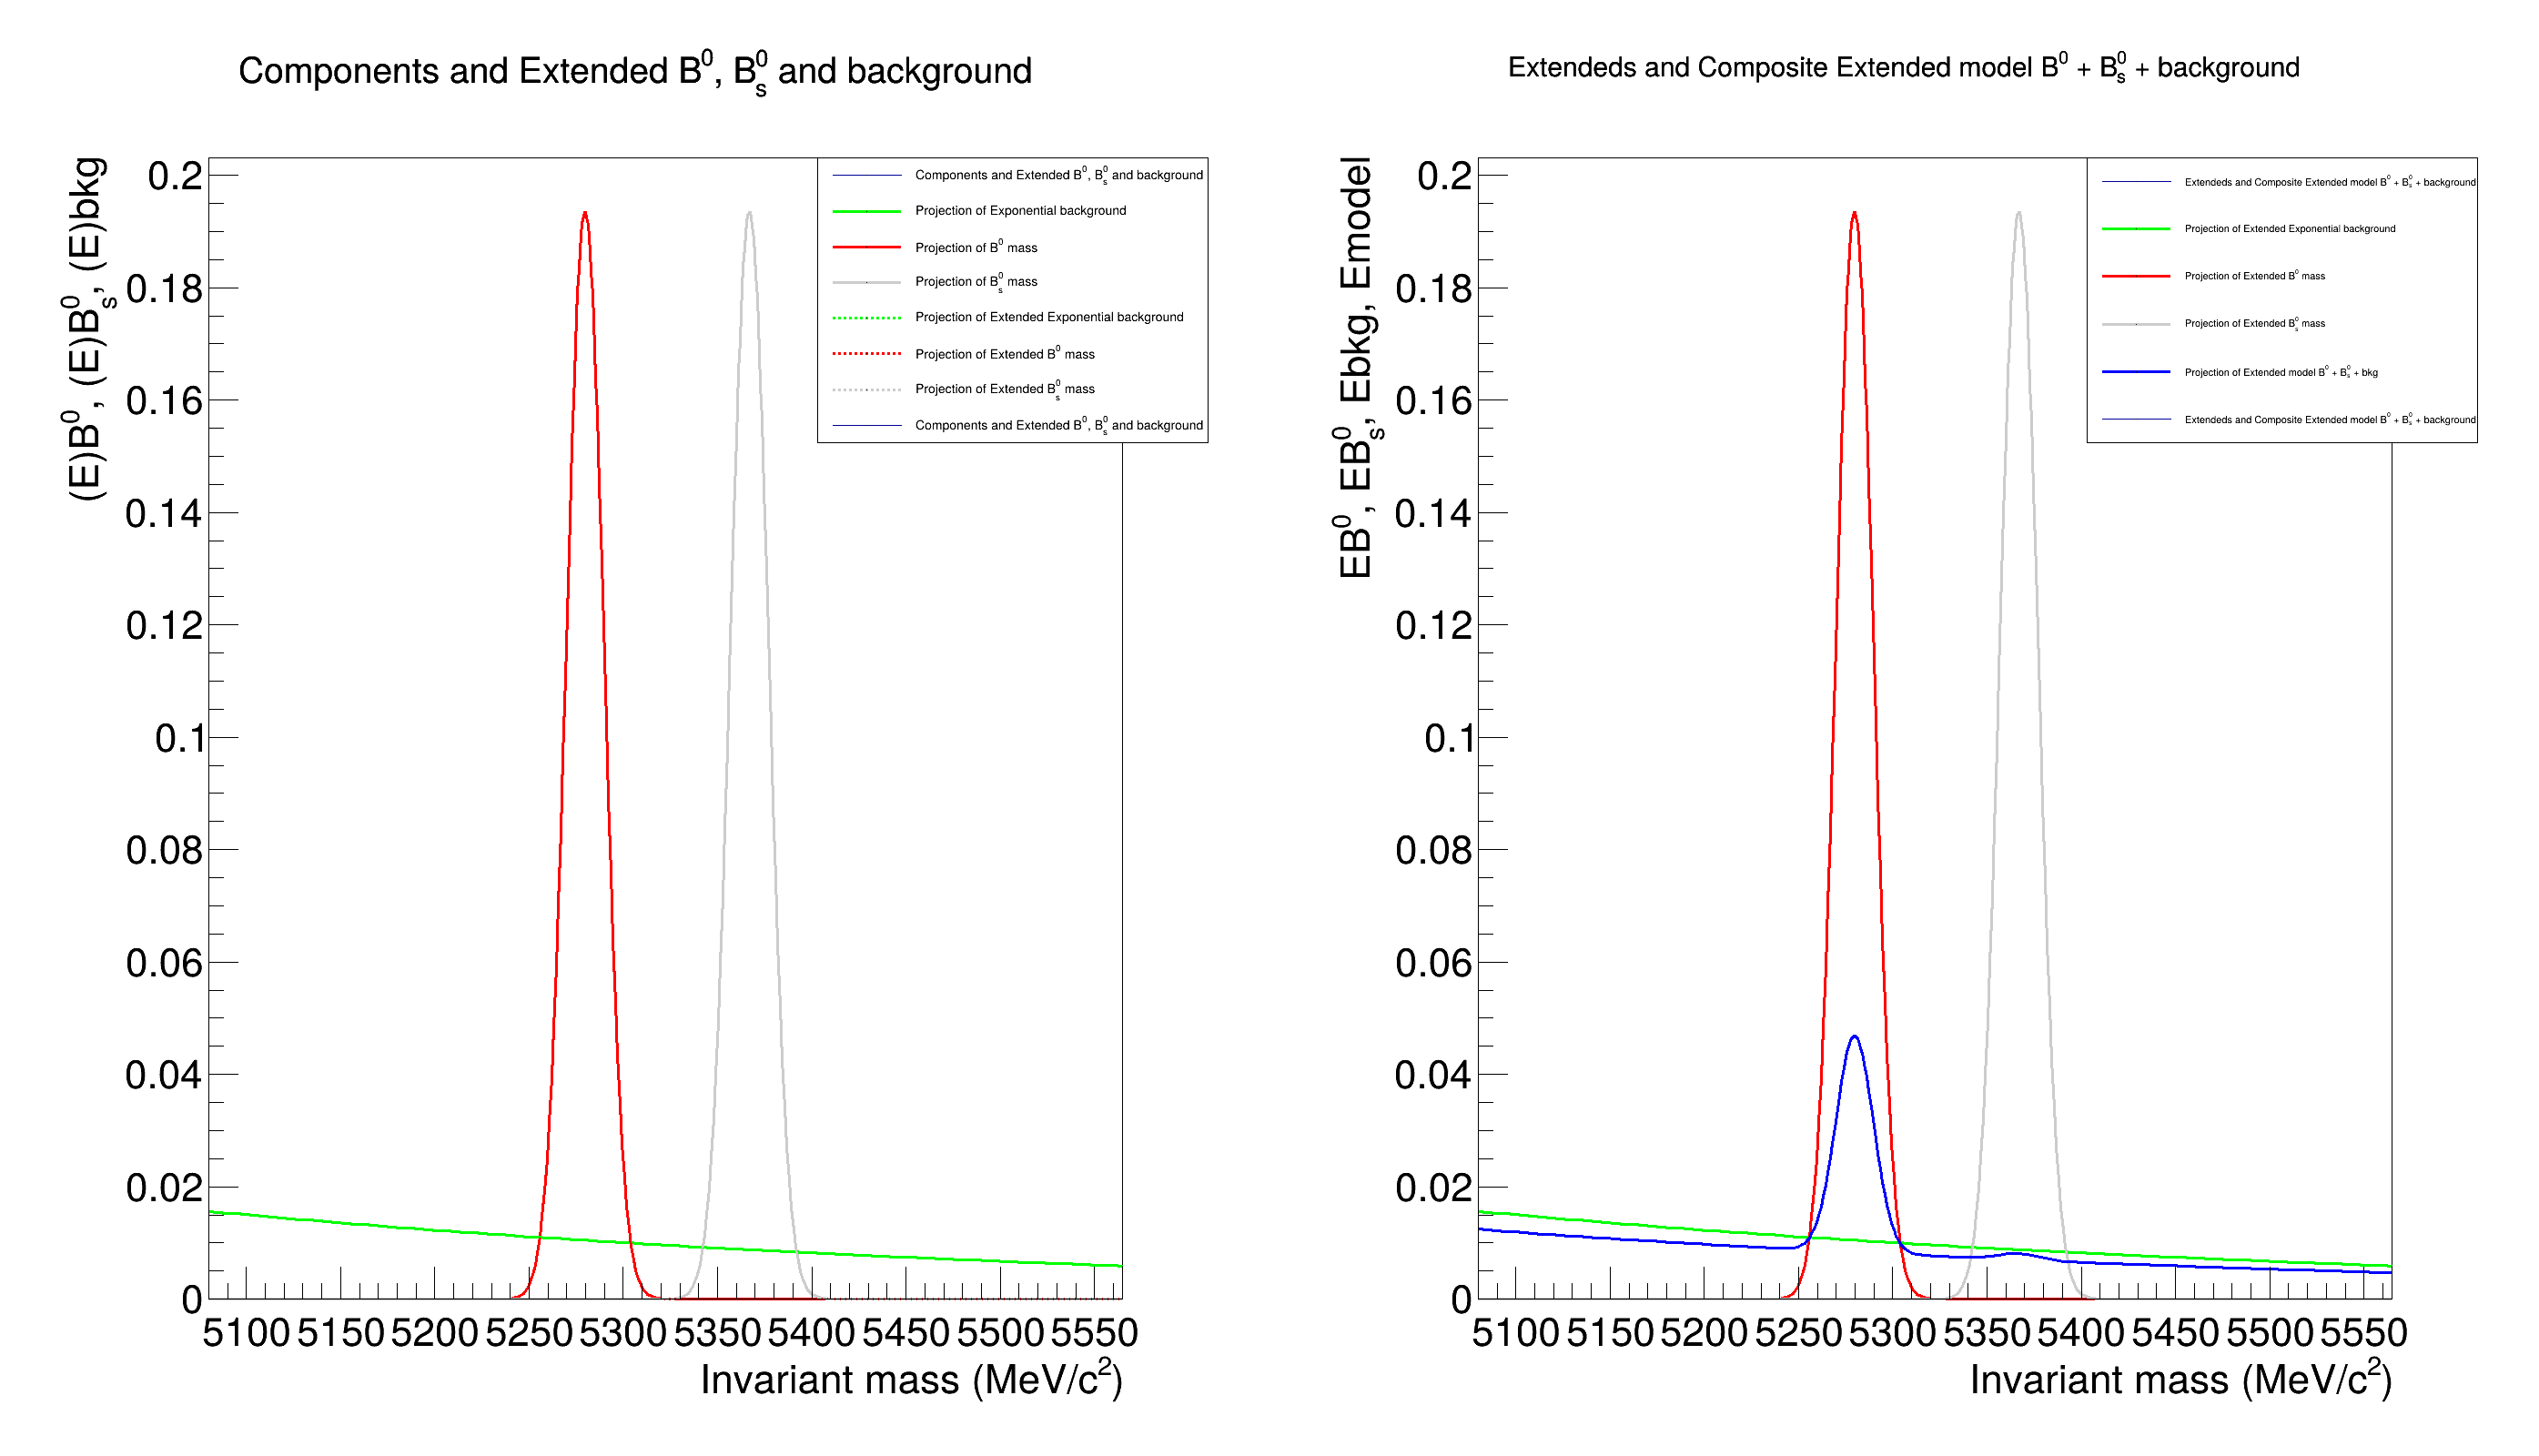 Components and Extended B⁰, B⁰ₛ and background
(E)B⁰, (E)B⁰ₛ, (E)bkg
0.2
0.18
0.16
0.14
0.12
0.1
0.08
0.06
0.04
0.02
0
Components and Extended B⁰, B⁰ₛ and background
Projection of Exponential background
Projection of B⁰ mass
Projection of B⁰ₛ mass
Projection of Extended Exponential background
Projection of Extended B⁰ mass
Projection of Extended B⁰ₛ mass
Components and Extended B⁰, B⁰ₛ and background
5100 5150 5200 5250 5300 5350 5400 5450 5500 5550
Invariant mass (MeV/c²)
Extendeds and Composite Extended model B⁰ + B⁰ₛ + background
EB⁰, EB⁰ₛ, Ebkg, Emodel
0.2
0.18
0.16
0.14
0.12
0.1
0.08
0.06
0.04
0.02
0
Extendeds and Composite Extended model B⁰ + B⁰ₛ + background
Projection of Extended Exponential background
Projection of Extended B⁰ mass
Projection of Extended B⁰ₛ mass
Projection of Extended model B⁰ + B⁰ₛ + bkg
Extendeds and Composite Extended model B⁰ + B⁰ₛ + background
5100 5150 5200 5250 5300 5350 5400 5450 5500 5550
Invariant mass (MeV/c²)